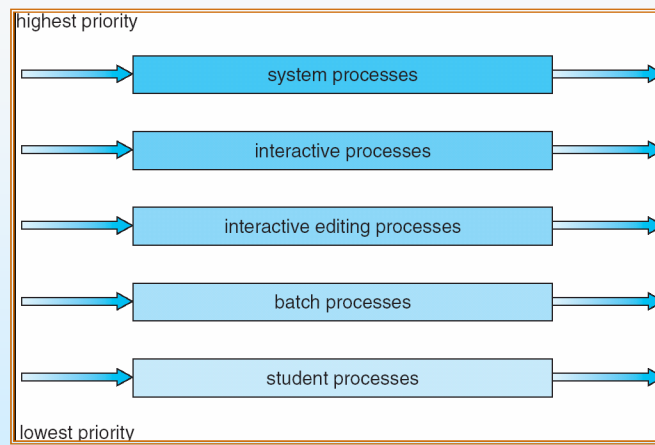 highest priority
system processes
interactive processes
interactive editing processes
batch processes
student processes
lowest priority